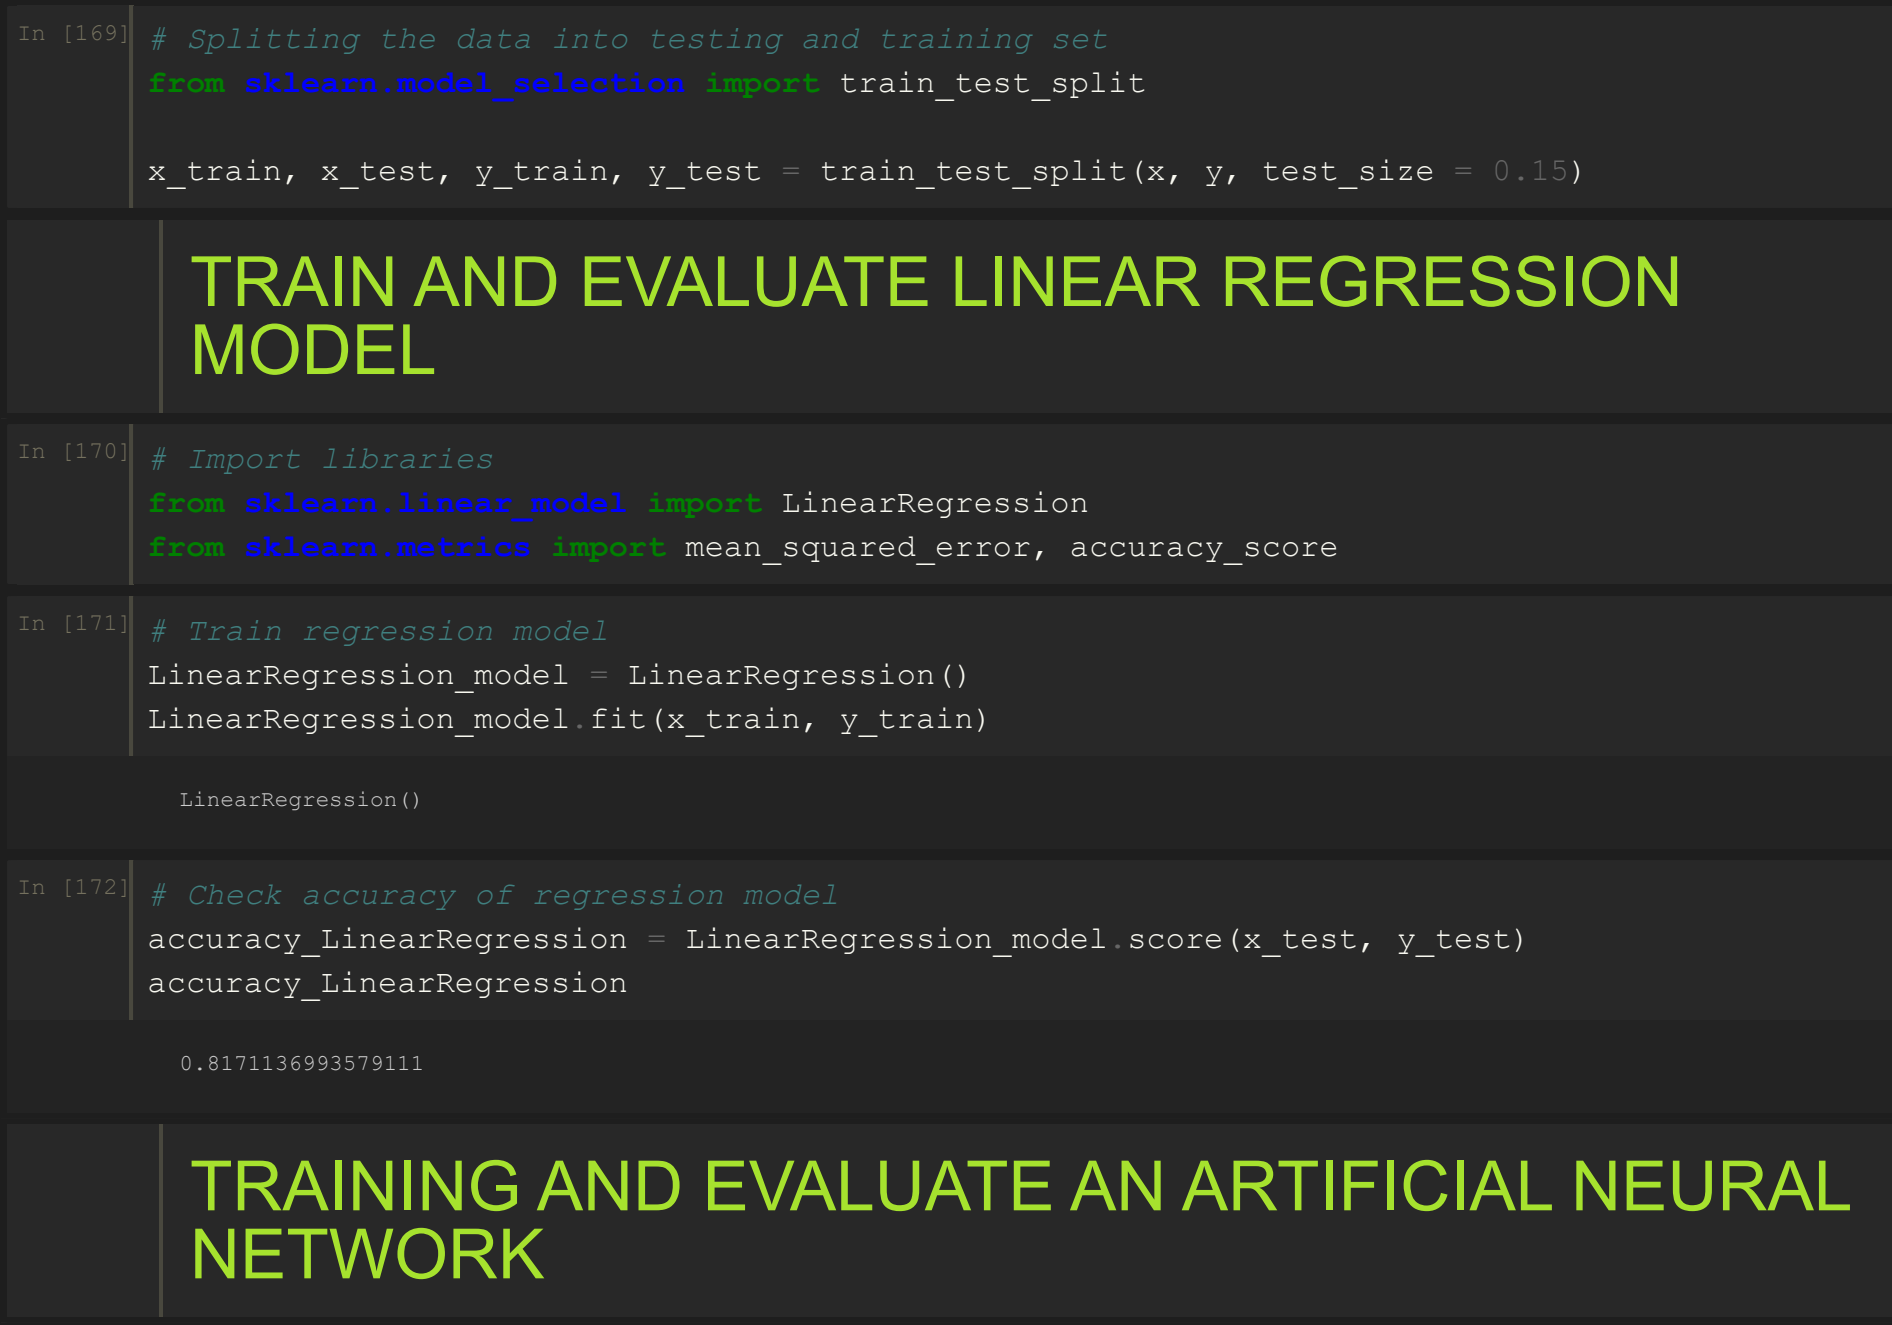 In [169]
# Splitting the data into testing and training set
from sklearn.model_selection import train_test_split
x_train, x_test, y_train, y_test = train_test_split(x, y, test_size = 0.15)
TRAIN AND EVALUATE LINEAR REGRESSION
MODEL
In [170]
# Import libraries
from sklearn.linear_model import LinearRegression
from sklearn.metrics import mean_squared_error, accuracy_score
In [171]
# Train regression model
LinearRegression_model = LinearRegression()
LinearRegression_model.fit(x_train, y_train)
LinearRegression()
In [172]
# Check accuracy of regression model
accuracy_LinearRegression = LinearRegression_model.score(x_test, y_test)
accuracy_LinearRegression
0.8171136993579111
TRAINING AND EVALUATE AN ARTIFICIAL NEURAL
NETWORK